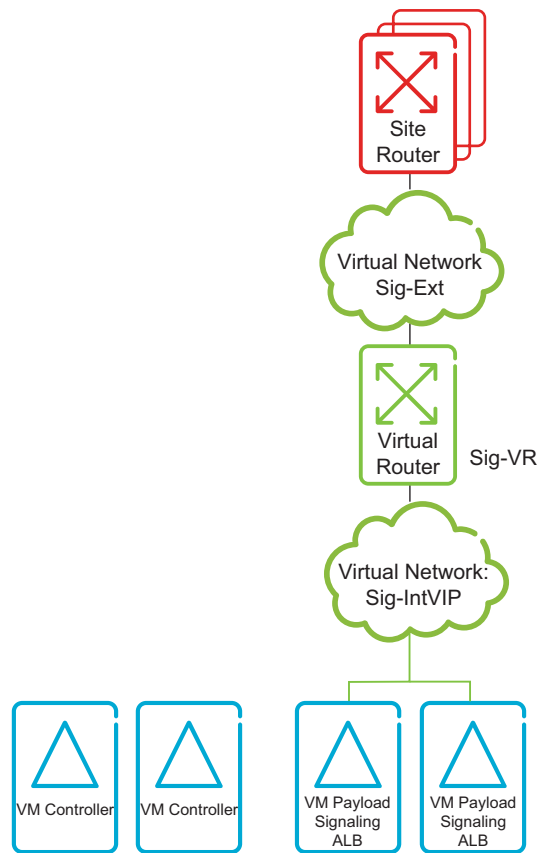 Site
Router
Virtual Network
Sig-Ext
Virtual
Router
Sig-VR
Virtual Network:
Sig-IntVIP
VM Controller
VM Controller
VM Payload
Signaling
ALB
VM Payload
Signaling
ALB